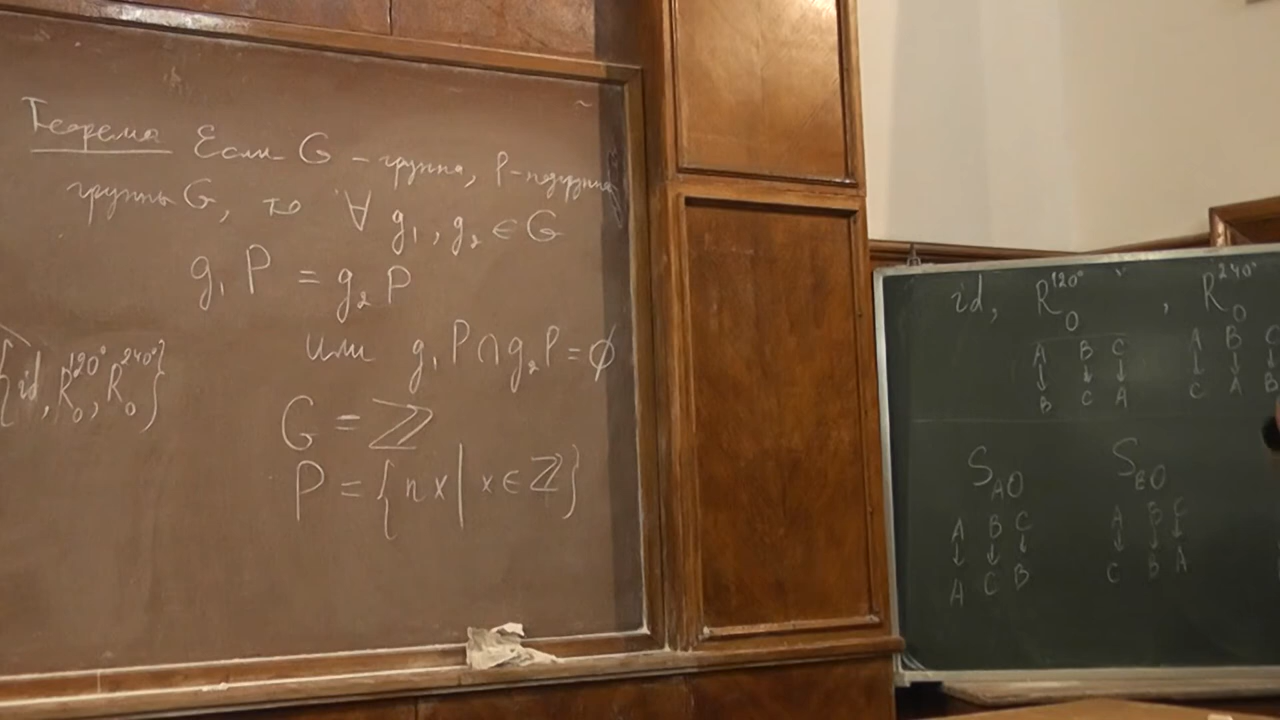 Теорема Если G - группа, P-подгруппа
группы G, то ∀ g₁, g₂ ∈ G
g₁P = g₂P
или g₁P∩g₂P=∅
{id, R₀^120°, R₀^240°}
G = ℤ
P = {nx | x∈ℤ}
id, R₀^120° , R₀^240°
A B C A B C
↓ ↓ ↓ ↓ ↓ ↓
B C A C A B
S_AO S_BO
A B C A B C
↓ ↓ ↓ ↓ ↓ ↓
A C B C B A